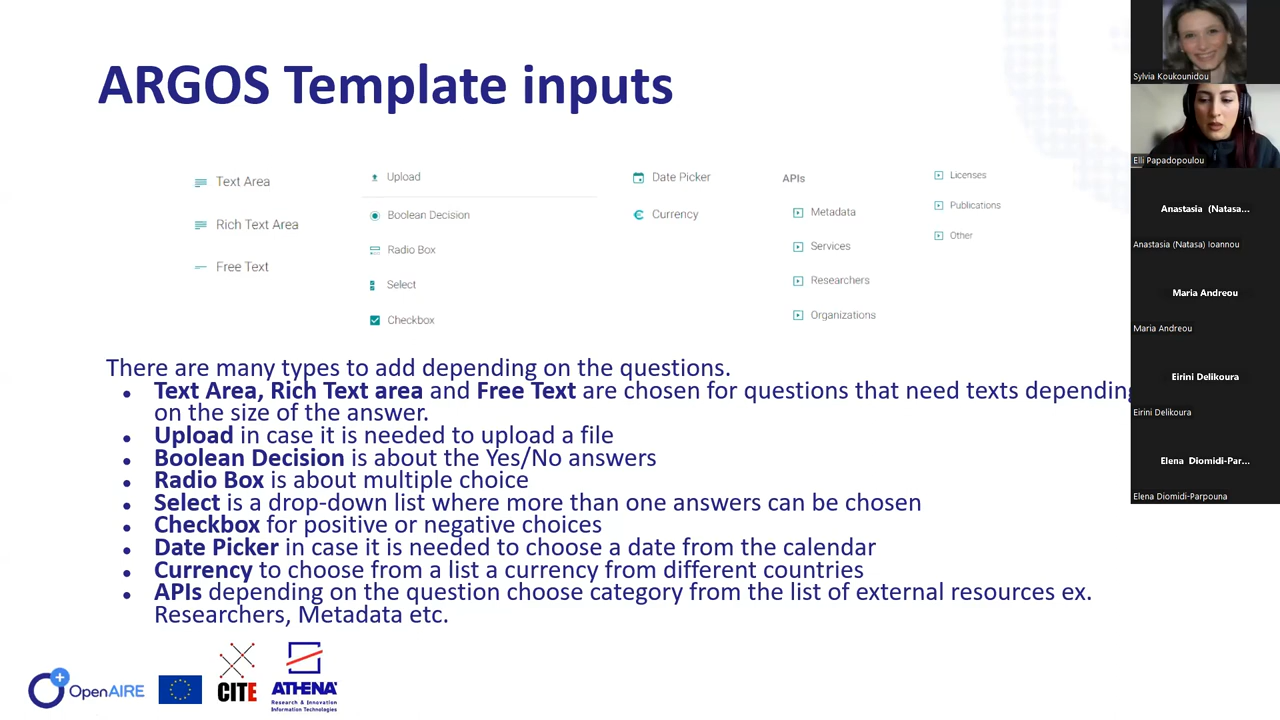 ARGOS Template inputs
Text Area
Rich Text Area
Free Text
Upload
Boolean Decision
Radio Box
Select
Checkbox
Date Picker
Currency
APIs
Metadata
Services
Researchers
Organizations
Licenses
Publications
Other
There are many types to add depending on the questions.
• Text Area, Rich Text area and Free Text are chosen for questions that need texts depending
on the size of the answer.
• Upload in case it is needed to upload a file
• Boolean Decision is about the Yes/No answers
• Radio Box is about multiple choice
• Select is a drop-down list where more than one answers can be chosen
• Checkbox for positive or negative choices
• Date Picker in case it is needed to choose a date from the calendar
• Currency to choose from a list a currency from different countries
• APIs depending on the question choose category from the list of external resources ex.
Researchers, Metadata etc.
OpenAIRE
CITE
ATHENA
Research & Innovation
Information Technologies
Sylvia Koukounidou
Elli Papadopoulou
Anastasia (Natasa...
Anastasia (Natasa) Ioannou
Maria Andreou
Maria Andreou
Eirini Delikoura
Eirini Delikoura
Elena Diomidi-Par...
Elena Diomidi-Parpouna